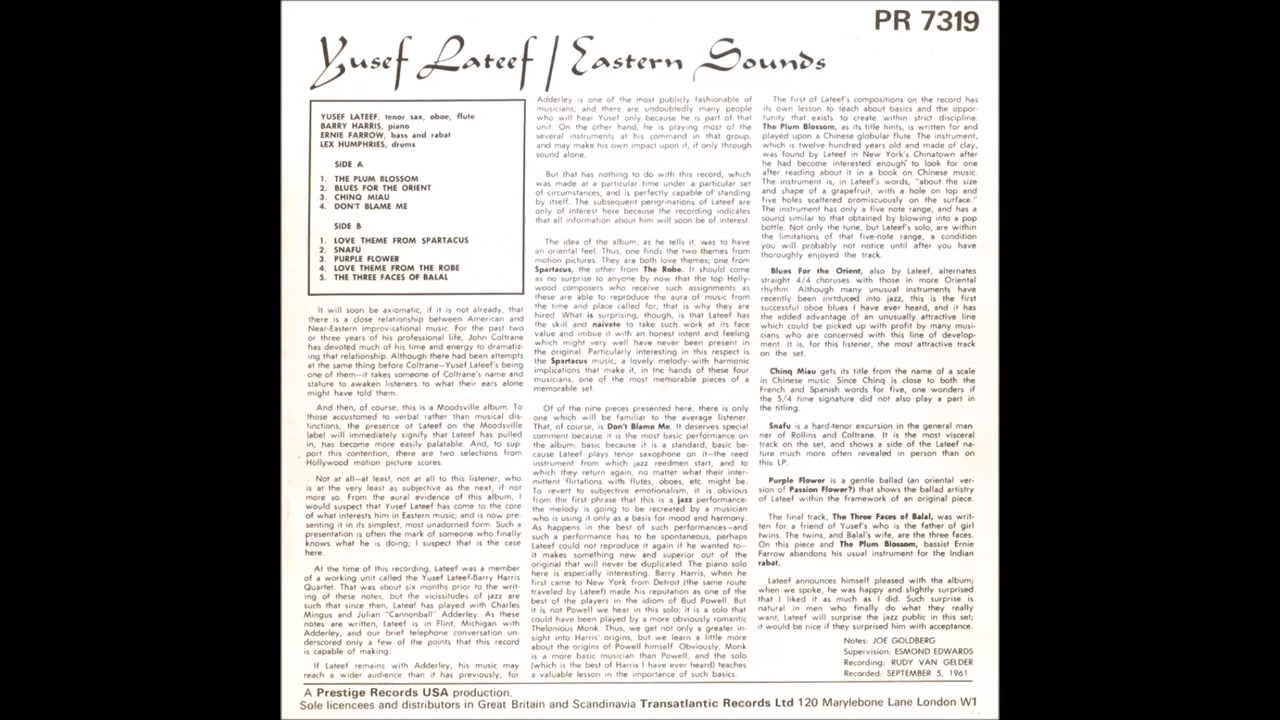 PR 7319
Yusef Lateef / Eastern Sounds
YUSEF LATEEF, tenor sax, oboe, flute
BARRY HARRIS, piano
ERNIE FARROW, bass and rabat
LEX HUMPHRIES, drums
SIDE A
1. THE PLUM BLOSSOM
2. BLUES FOR THE ORIENT
3. CHINQ MIAU
4. DON'T BLAME ME
SIDE B
1. LOVE THEME FROM SPARTACUS
2. SNAFU
3. PURPLE FLOWER
4. LOVE THEME FROM THE ROBE
5. THE THREE FACES OF BALAL
It will soon be axiomatic, if it is not already, that
there is a close relationship between American and
Near-Eastern improvisational music. For the past two
or three years of his professional life, John Coltrane
has devoted much of his time and energy to dramatiz-
ing that relationship. Although there had been attempts
at the same thing before Coltrane—Yusef Lateef's being
one of them—it takes someone of Coltrane's name and
stature to awaken listeners to what their ears alone
might have told them.
And then, of course, this is a Moodsville album. To
those accustomed to verbal rather than musical dis-
tinctions, the presence of Lateef on the Moodsville
label will immediately signify that Lateef has pulled
in, has become more easily palatable. And, to sup-
port this contention, there are two selections from
Hollywood motion picture scores.
Not at all—at least, not at all to this listener, who
is at the very least as subjective as the next, if not
more so. From the aural evidence of this album, I
would suspect that Yusef Lateef has come to the core
of what interests him in Eastern music, and is now pre-
senting it in its simplest, most unadorned form. Such a
presentation is often the mark of someone who finally
knows what he is doing; I suspect that is the case
here.
At the time of this recording, Lateef was a member
of a working unit called the Yusef Lateef-Barry Harris
Quartet. That was about six months prior to the writ-
ing of these notes, but the vicissitudes of jazz are
such that since then, Lateef has played with Charles
Mingus and Julian "Cannonball" Adderley. As these
notes are written, Lateef is in Flint, Michigan with
Adderley, and our brief telephone conversation un-
derscored only a few of the points that this record
is capable of making.
If Lateef remains with Adderley, his music may
reach a wider audience than it has previously, for
Adderley is one of the most publicly fashionable of
musicians, and there are undoubtedly many people
who will hear Yusef only because he is part of that
unit. On the other hand, he is playing most of the
several instruments at his command in that group,
and may make his own impact upon it, if only through
sound alone.
But that has nothing to do with this record, which
was made at a particular time under a particular set
of circumstances, and is perfectly capable of standing
by itself. The subsequent perigrinations of Lateef are
only of interest here because the recording indicates
that all information about him will soon be of interest.
The idea of the album, as he tells it, was to have
an oriental feel. Thus, one finds the two themes from
motion pictures. They are both love themes; one from
Spartacus, the other from The Robe. It should come
as no surprise to anyone by now that the top Holly-
wood composers who receive such assignments as
these are able to reproduce the aura of music from
the time and place called for; that is why they are
hired. What is surprising, though, is that Lateef has
the skill and naivete to take such work at its face
value and imbue it with an honest intent and feeling
which might very well have never been present in
the original. Particularly interesting in this respect is
the Spartacus music, a lovely melody-with harmonic
implications that make it, in the hands of these four
musicians, one of the most memorable pieces of a
memorable set.
Of of the nine pieces presented here, there is only
one which will be familiar to the average listener.
That, of course, is Don't Blame Me. It deserves special
comment because it is the most basic performance on
the album: basic because it is a standard, basic be-
cause Lateef plays tenor saxophone on it—the reed
instrument from which jazz reedmen start, and to
which they return again, no matter what their inter-
mittent flirtations with flutes, oboes, etc. might be.
To revert to subjective emotionalism, it is obvious
from the first phrase that this is a jazz performance:
the melody is going to be recreated by a musician
who is using it only as a basis for mood and harmony.
As happens in the best of such performances—and
such a performance has to be spontaneous; perhaps
Lateef could not reproduce it again if he wanted to—
it makes something new and superior out of the
original that will never be duplicated. The piano solo
here is especially interesting. Barry Harris, when he
first came to New York from Detroit (the same route
traveled by Lateef) made his reputation as one of the
best of the players in the idiom of Bud Powell. But
it is not Powell we hear in this solo; it is a solo that
could have been played by a more obviously romantic
Thelonious Monk. Thus, we get not only a greater in-
sight into Harris' origins, but we learn a little more
about the origins of Powell himself. Obviously, Monk
is a more basic musician than Powell, and the solo
(which is the best of Harris I have ever heard) teaches
a valuable lesson in the importance of such basics.
The first of Lateef's compositions on the record has
its own lesson to teach about basics and the oppor-
tunity that exists to create within strict discipline.
The Plum Blossom, as its title hints, is written for and
played upon a Chinese globular flute. The instrument,
which is twelve hundred years old and made of clay,
was found by Lateef in New York's Chinatown after
he had become interested enough to look for one
after reading about it in a book on Chinese music.
The instrument is, in Lateef's words, "about the size
and shape of a grapefruit, with a hole on top and
five holes scattered promiscuously on the surface."
The instrument has only a five note range, and has a
sound similar to that obtained by blowing into a pop
bottle. Not only the tune, but Lateef's solo, are within
the limitations of that five-note range, a condition
you will probably not notice until after you have
thoroughly enjoyed the track.
Blues For the Orient, also by Lateef, alternates
straight 4/4 choruses with those in more Oriental
rhythm. Although many unusual instruments have
recently been inrtduced into jazz, this is the first
successful oboe blues I have ever heard, and it has
the added advantage of an unusually attractive line
which could be picked up with profit by many musi-
cians who are concerned with this line of develop-
ment. It is, for this listener, the most attractive track
on the set.
Chinq Miau gets its title from the name of a scale
in Chinese music. Since Chinq is close to both the
French and Spanish words for five, one wonders if
the 5/4 time signature did not also play a part in
the titling.
Snafu is a hard-tenor excursion in the general man
ner of Rollins and Coltrane. It is the most visceral
track on the set, and shows a side of the Lateef na-
ture much more often revealed in person than on
this LP.
Purple Flower is a gentle ballad (an oriental ver-
sion of Passion Flower?) that shows the ballad artistry
of Lateef within the framework of an original piece.
The final track, The Three Faces of Balal, was writ-
ten for a friend of Yusef's who is the father of girl
twins. The twins, and Balal's wife, are the three faces.
On this piece and The Plum Blossom, bassist Ernie
Farrow abandons his usual instrument for the Indian
rabat.
Lateef announces himself pleased with the album;
when we spoke, he was happy and slightly surprised
that I liked it as much as I did. Such surprise is
natural in men who finally do what they really
want; Lateef will surprise the jazz public in this set;
it would be nice if they surprised him with acceptance.
Notes: JOE GOLDBERG
Supervision: ESMOND EDWARDS
Recording: RUDY VAN GELDER
Recorded: SEPTEMBER 5, 1961
A Prestige Records USA production.
Sole licencees and distributors in Great Britain and Scandinavia Transatlantic Records Ltd 120 Marylebone Lane London W1